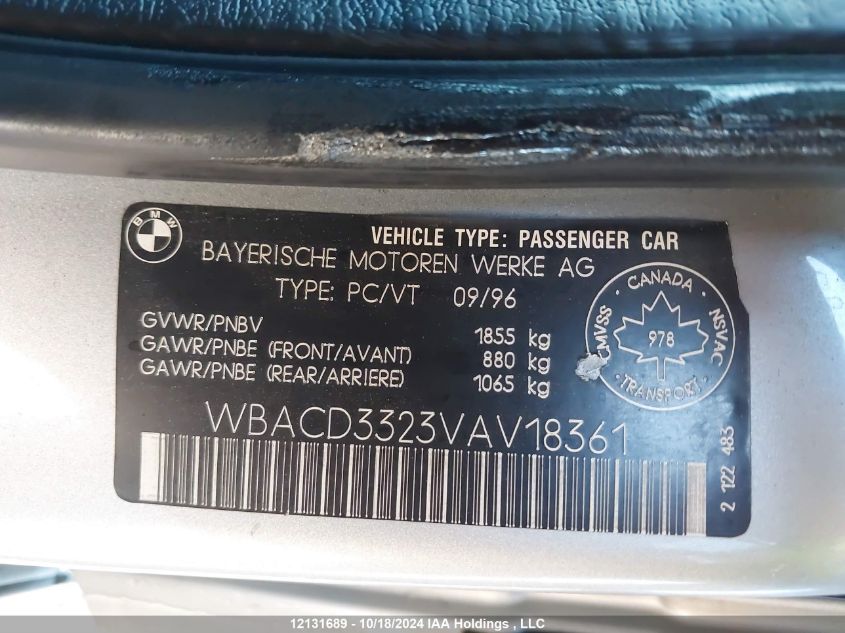 BMW
VEHICLE TYPE: PASSENGER CAR
BAYERISCHE MOTOREN WERKE AG
TYPE: PC/VT 09/96
GVWR/PNBV 1855 kg
GAWR/PNBE (FRONT/AVANT) 880 kg
GAWR/PNBE (REAR/ARRIERE) 1065 kg
· CANADA ·
CMVSS 978 NSVAC
· TRANSPORT ·
WBACD3323VAV18361
2 122 483
12131689 - 10/18/2024 IAA Holdings , LLC